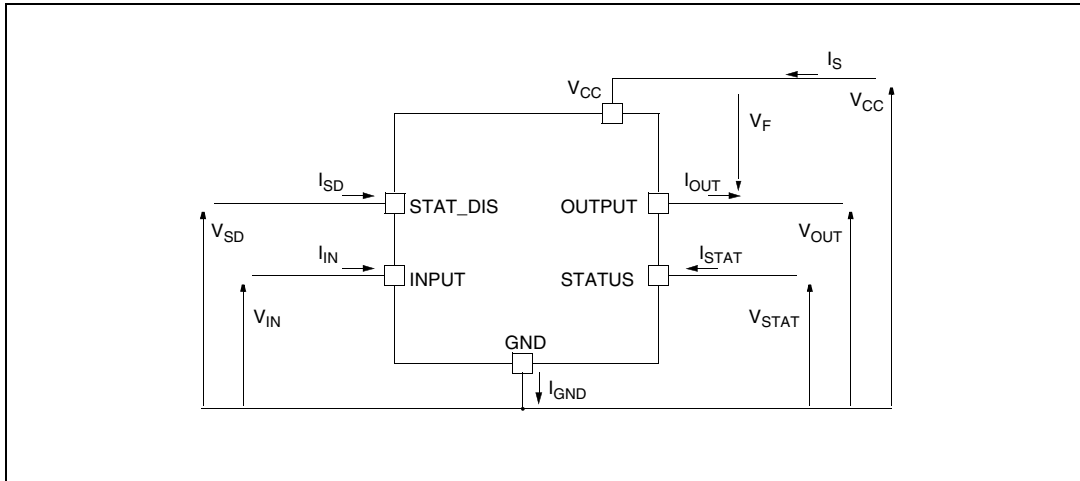 I_S
V_CC
V_CC
V_F
I_SD
I_OUT
STAT_DIS
OUTPUT
V_SD
V_OUT
I_IN
I_STAT
INPUT
STATUS
V_IN
V_STAT
GND
I_GND